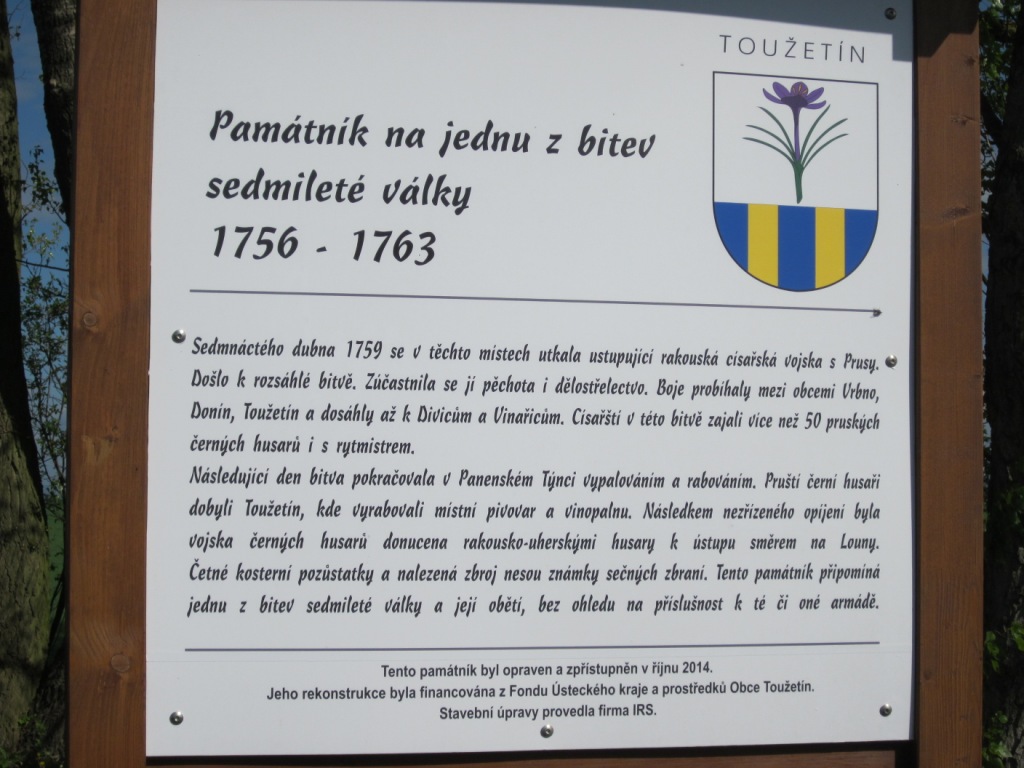 TOUŽETÍN
Památník na jednu z bitev
sedmileté války
1756 - 1763
Sedmnáctého dubna 1759 se v těchto místech utkala ustupující rakouská císařská vojska s Prusy.
Došlo k rozsáhlé bitvě. Zúčastnila se jí pěchota i dělostřelectvo. Boje probíhaly mezi obcemi Vrbno,
Donín, Toužetín a dosáhly až k Divicům a Vinařicům. Císařští v této bitvě zajali více než 50 pruských
černých husarů i s rytmistrem.
Následující den bitva pokračovala v Panenském Týnci vypalováním a rabováním. Pruští černí husaři
dobyli Toužetín, kde vyrabovali místní pivovar a vinopalnu. Následkem nezřízeného opíjení byla
vojska černých husarů donucena rakousko-uherskými husary k ústupu směrem na Louny.
Četné kosterní pozůstatky a nalezená zbroj nesou známky sečných zbraní. Tento památník připomíná
jednu z bitev sedmileté války a její obětí, bez ohledu na příslušnost k té či oné armádě.
Tento památník byl opraven a zpřístupněn v říjnu 2014.
Jeho rekonstrukce byla financována z Fondu Ústeckého kraje a prostředků Obce Toužetín.
Stavební úpravy provedla firma IRS.